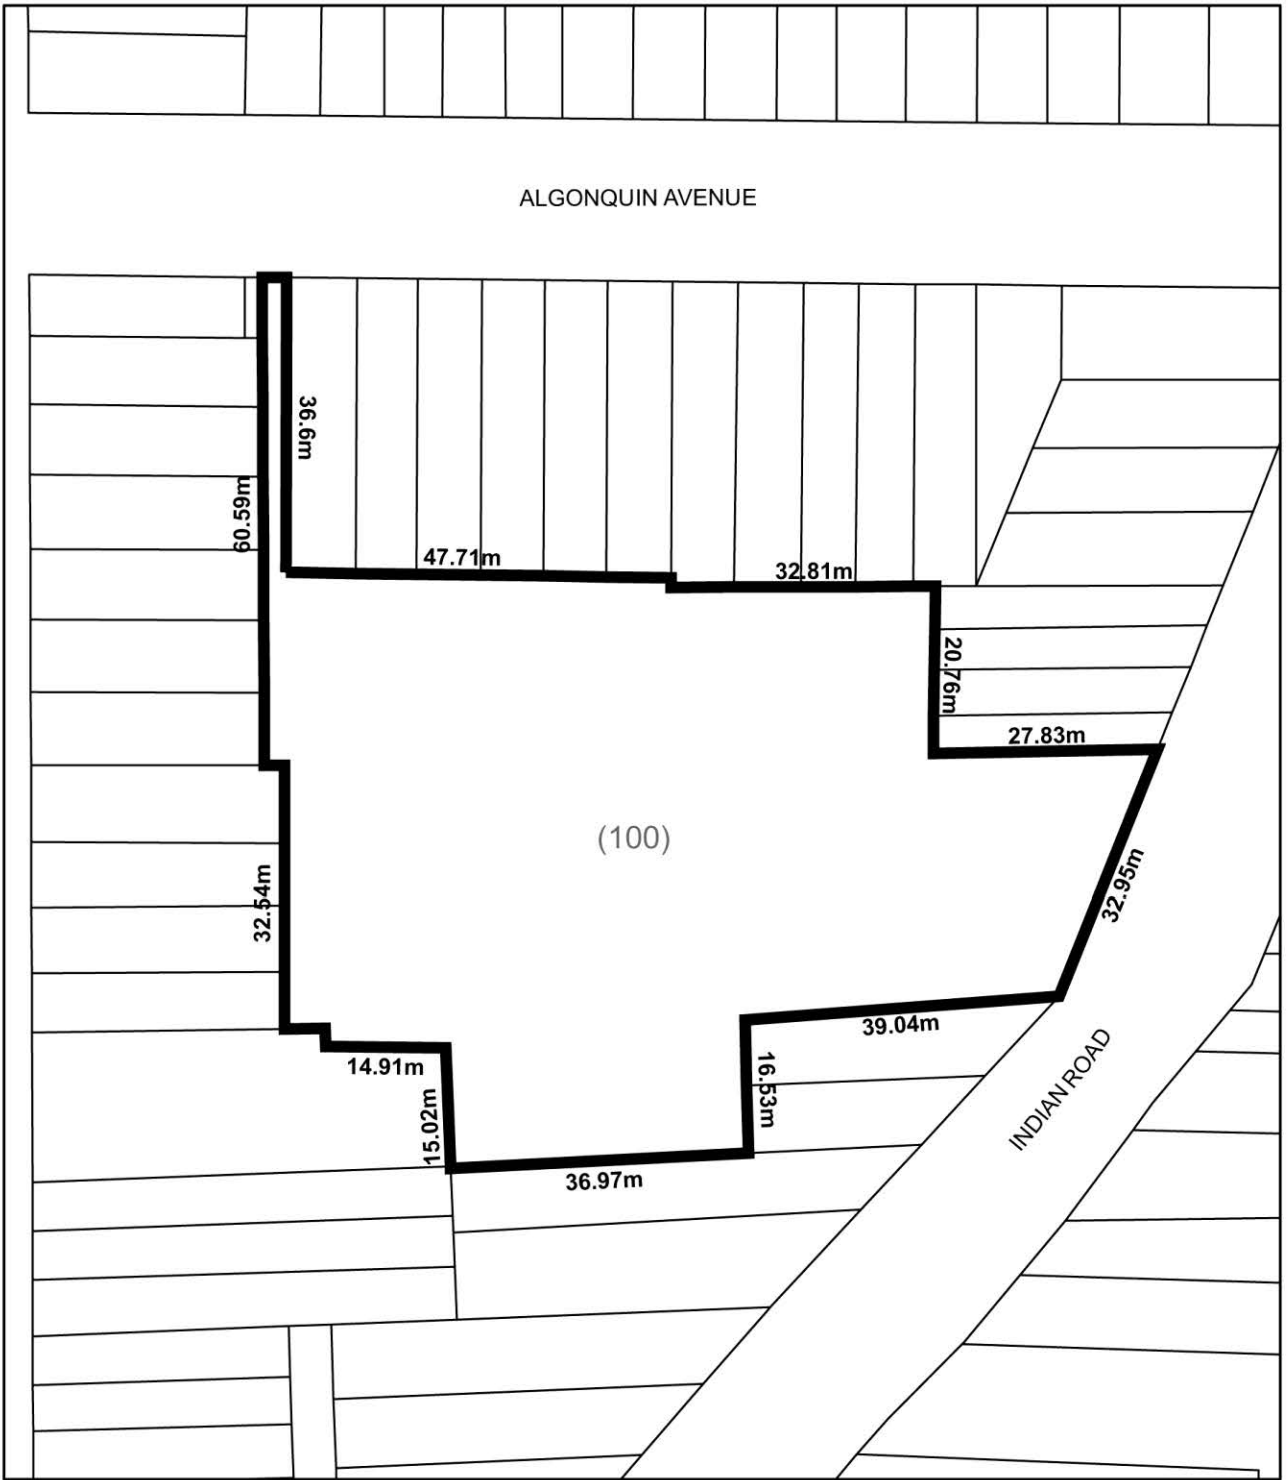 ALGONQUIN AVENUE
36.6m
60.59m
47.71m
32.81m
20.76m
27.83m
(100)
32.95m
32.54m
39.04m
14.91m
15.02m
16.53m
36.97m
INDIAN ROAD